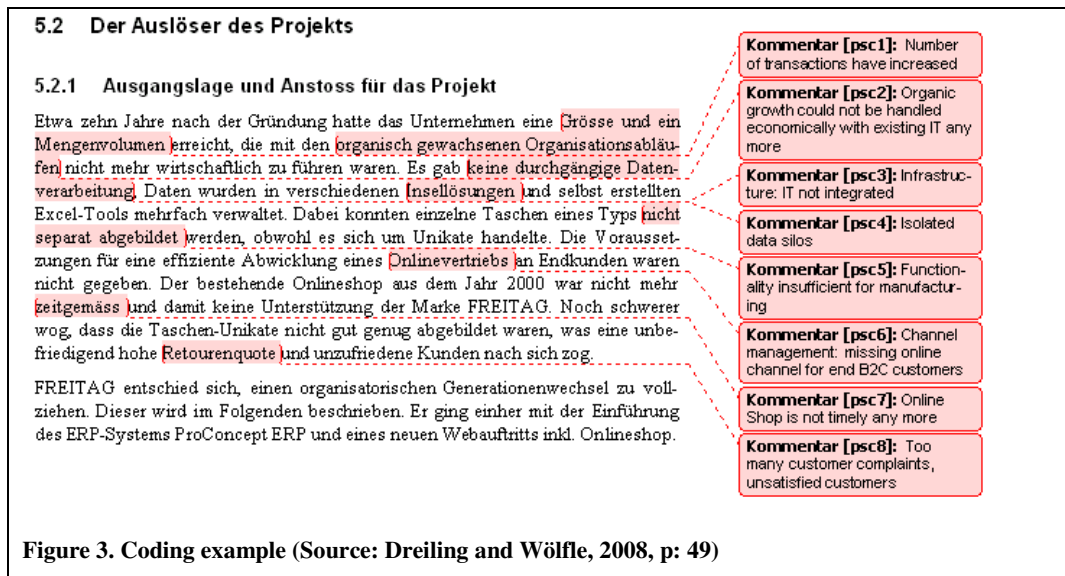 5.2 Der Auslöser des Projekts
5.2.1 Ausgangslage und Anstoss für das Projekt
Etwa zehn Jahre nach der Gründung hatte das Unternehmen eine Grösse und ein
Mengenvolumen erreicht, die mit den organisch gewachsenen Organisationsabläu-
fen nicht mehr wirtschaftlich zu führen waren. Es gab keine durchgängige Daten-
verarbeitung. Daten wurden in verschiedenen Insellösungen und selbst erstellten
Excel-Tools mehrfach verwaltet. Dabei konnten einzelne Taschen eines Typs nicht
separat abgebildet werden, obwohl es sich um Unikate handelte. Die Vorausset-
zungen für eine effiziente Abwicklung eines Onlinevertriebs an Endkunden waren
nicht gegeben. Der bestehende Onlineshop aus dem Jahr 2000 war nicht mehr
zeitgemäss und damit keine Unterstützung der Marke FREITAG. Noch schwerer
wog, dass die Taschen-Unikate nicht gut genug abgebildet waren, was eine unbe-
friedigend hohe Retourenquote und unzufriedene Kunden nach sich zog.
FREITAG entschied sich, einen organisatorischen Generationenwechsel zu voll-
ziehen. Dieser wird im Folgenden beschrieben. Er ging einher mit der Einführung
des ERP-Systems ProConcept ERP und eines neuen Webauftritts inkl. Onlineshop.
Kommentar [psc1]: Number
of transactions have increased
Kommentar [psc2]: Organic
growth could not be handled
economically with existing IT any
more
Kommentar [psc3]: Infrastruc-
ture: IT not integrated
Kommentar [psc4]: Isolated
data silos
Kommentar [psc5]: Function-
ality insufficient for manufactur-
ing
Kommentar [psc6]: Channel
management: missing online
channel for end B2C customers
Kommentar [psc7]: Online
Shop is not timely any more
Kommentar [psc8]: Too
many customer complaints,
unsatisfied customers
Figure 3. Coding example (Source: Dreiling and Wölfle, 2008, p: 49)